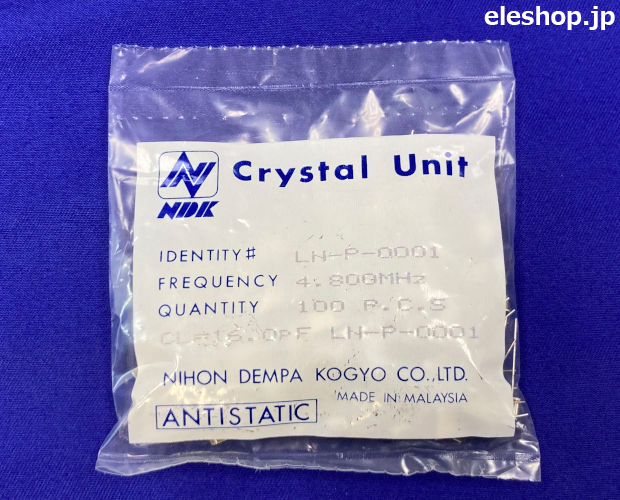 eleshop.jp
Crystal Unit
NDK
IDENTITY# LN-P-0001
FREQUENCY 4.800MHz
QUANTITY 100 P.C.S
LN-P-0001
NIHON DEMPA KOGYO CO.,LTD.
MADE IN MALAYSIA
ANTISTATIC